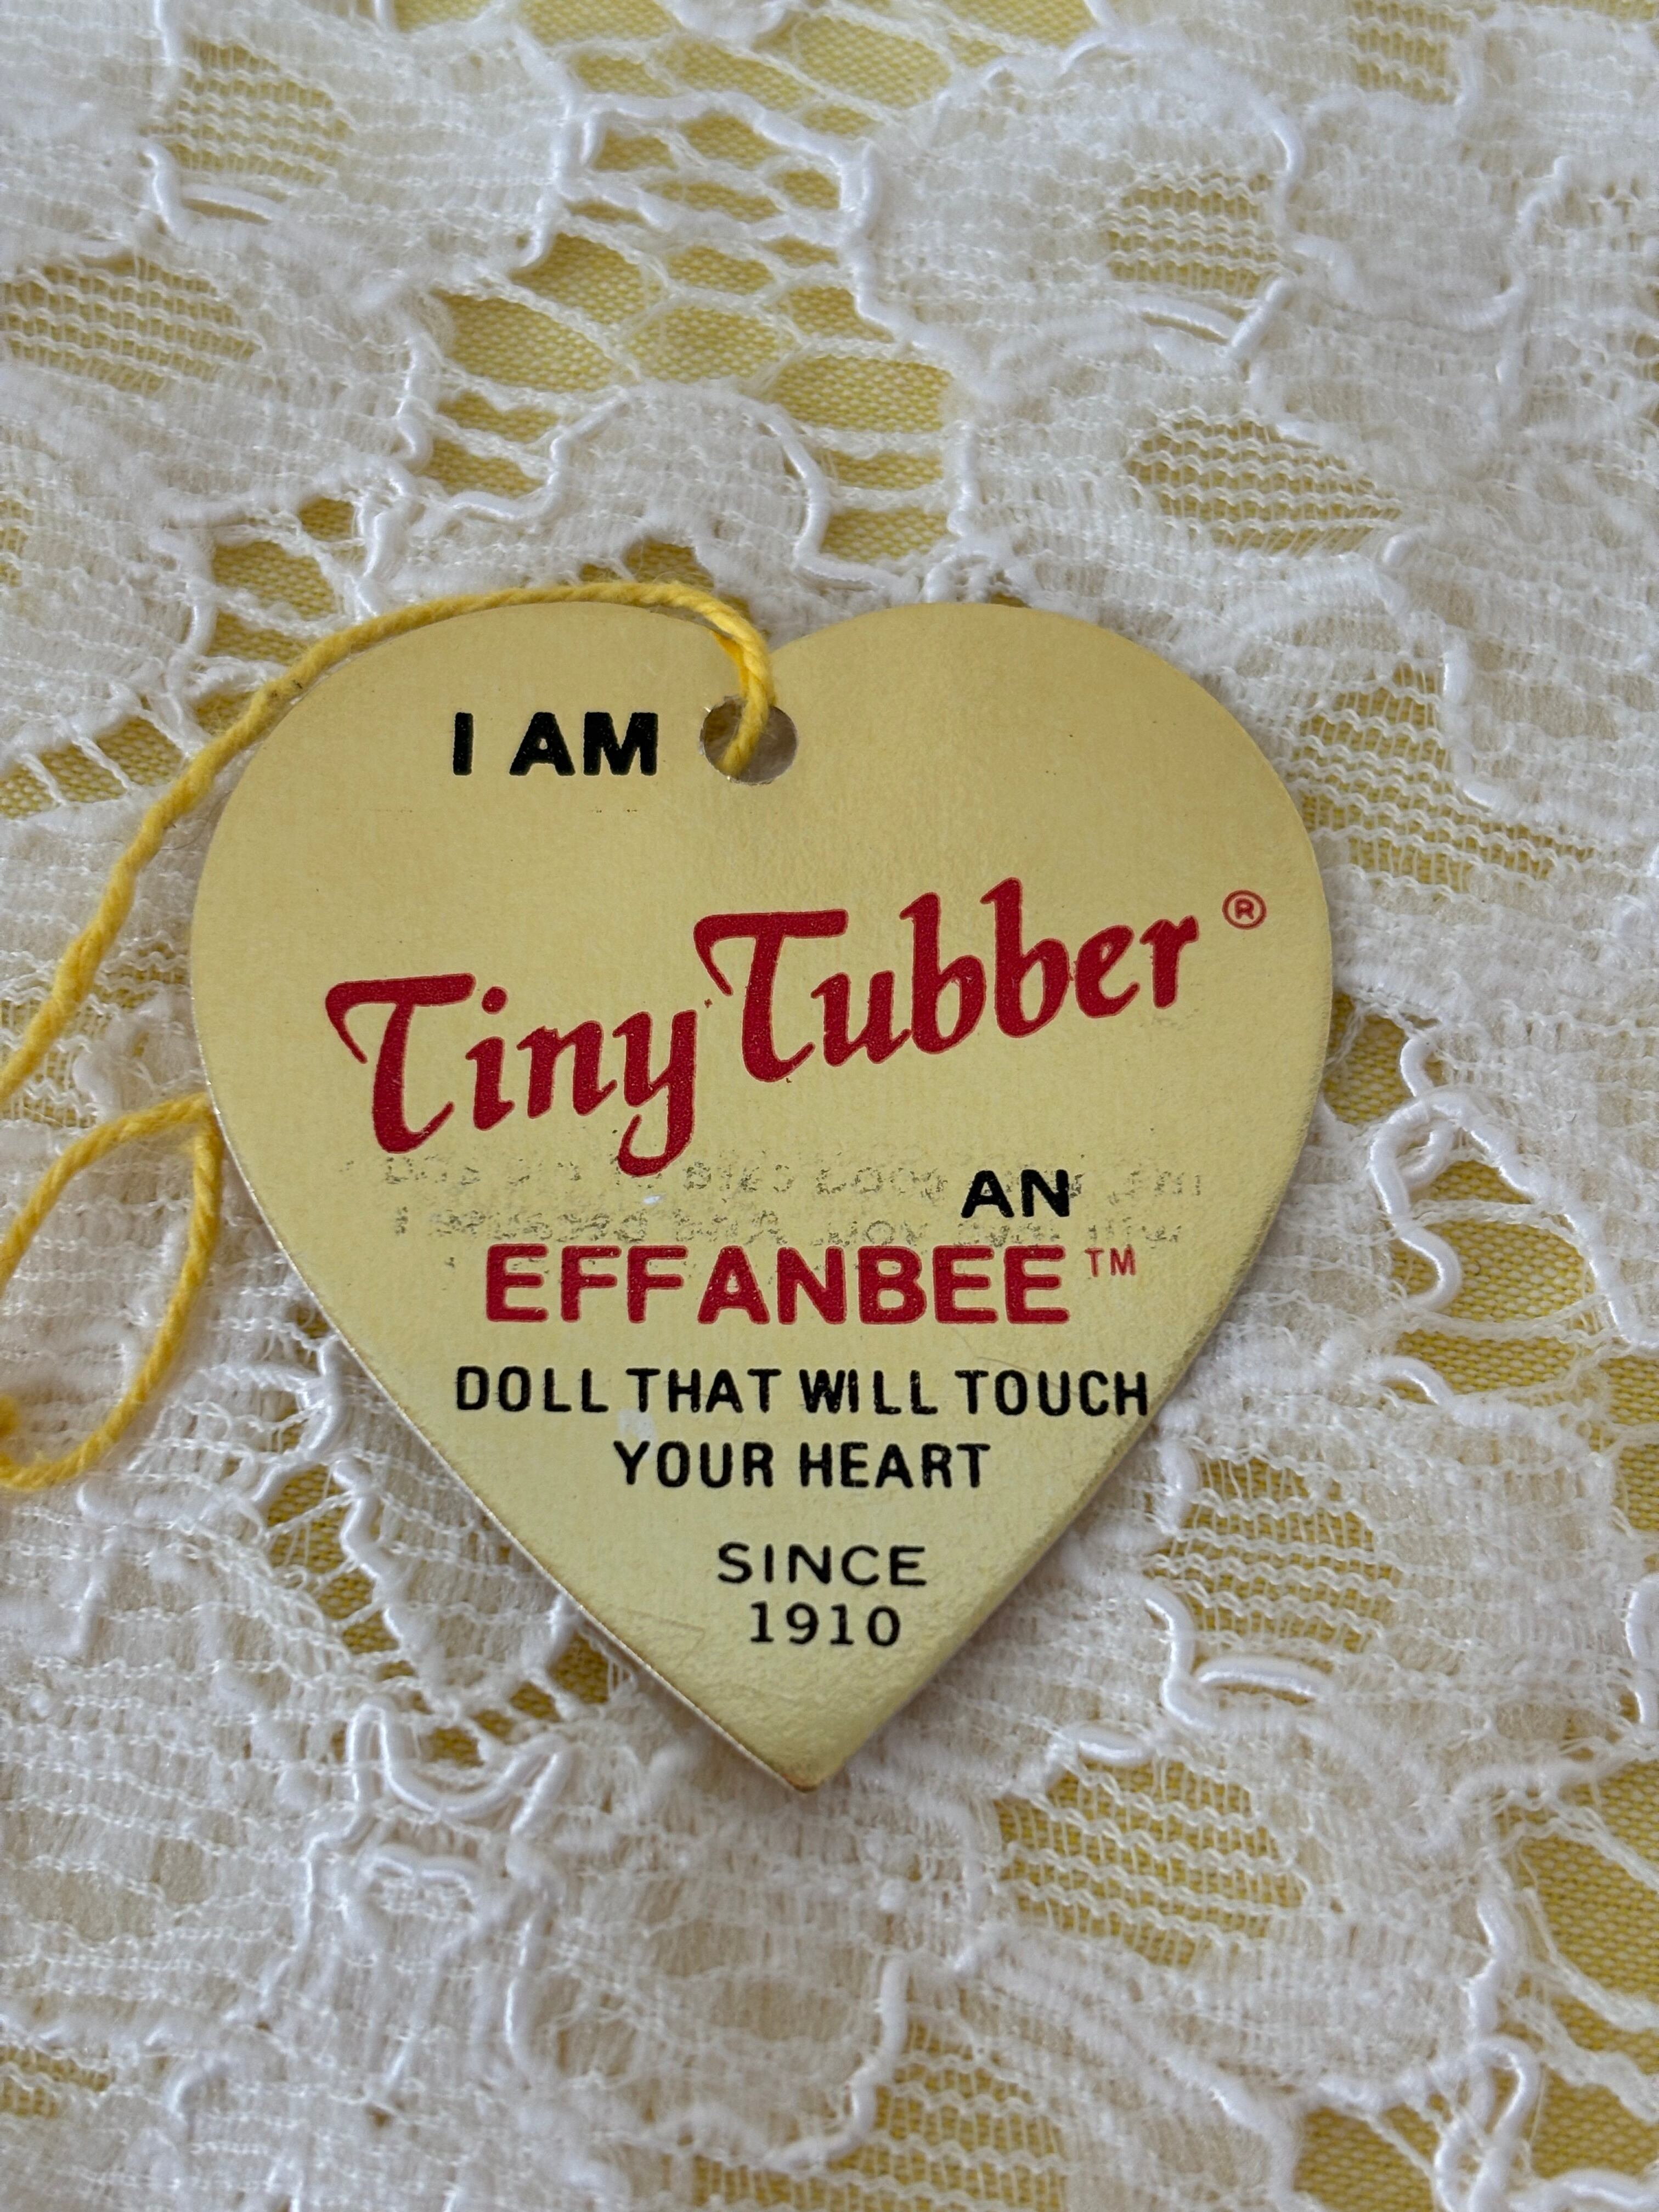 I AM
Tiny Tubber®
AN
EFFANBEE™
DOLL THAT WILL TOUCH
YOUR HEART
SINCE
1910